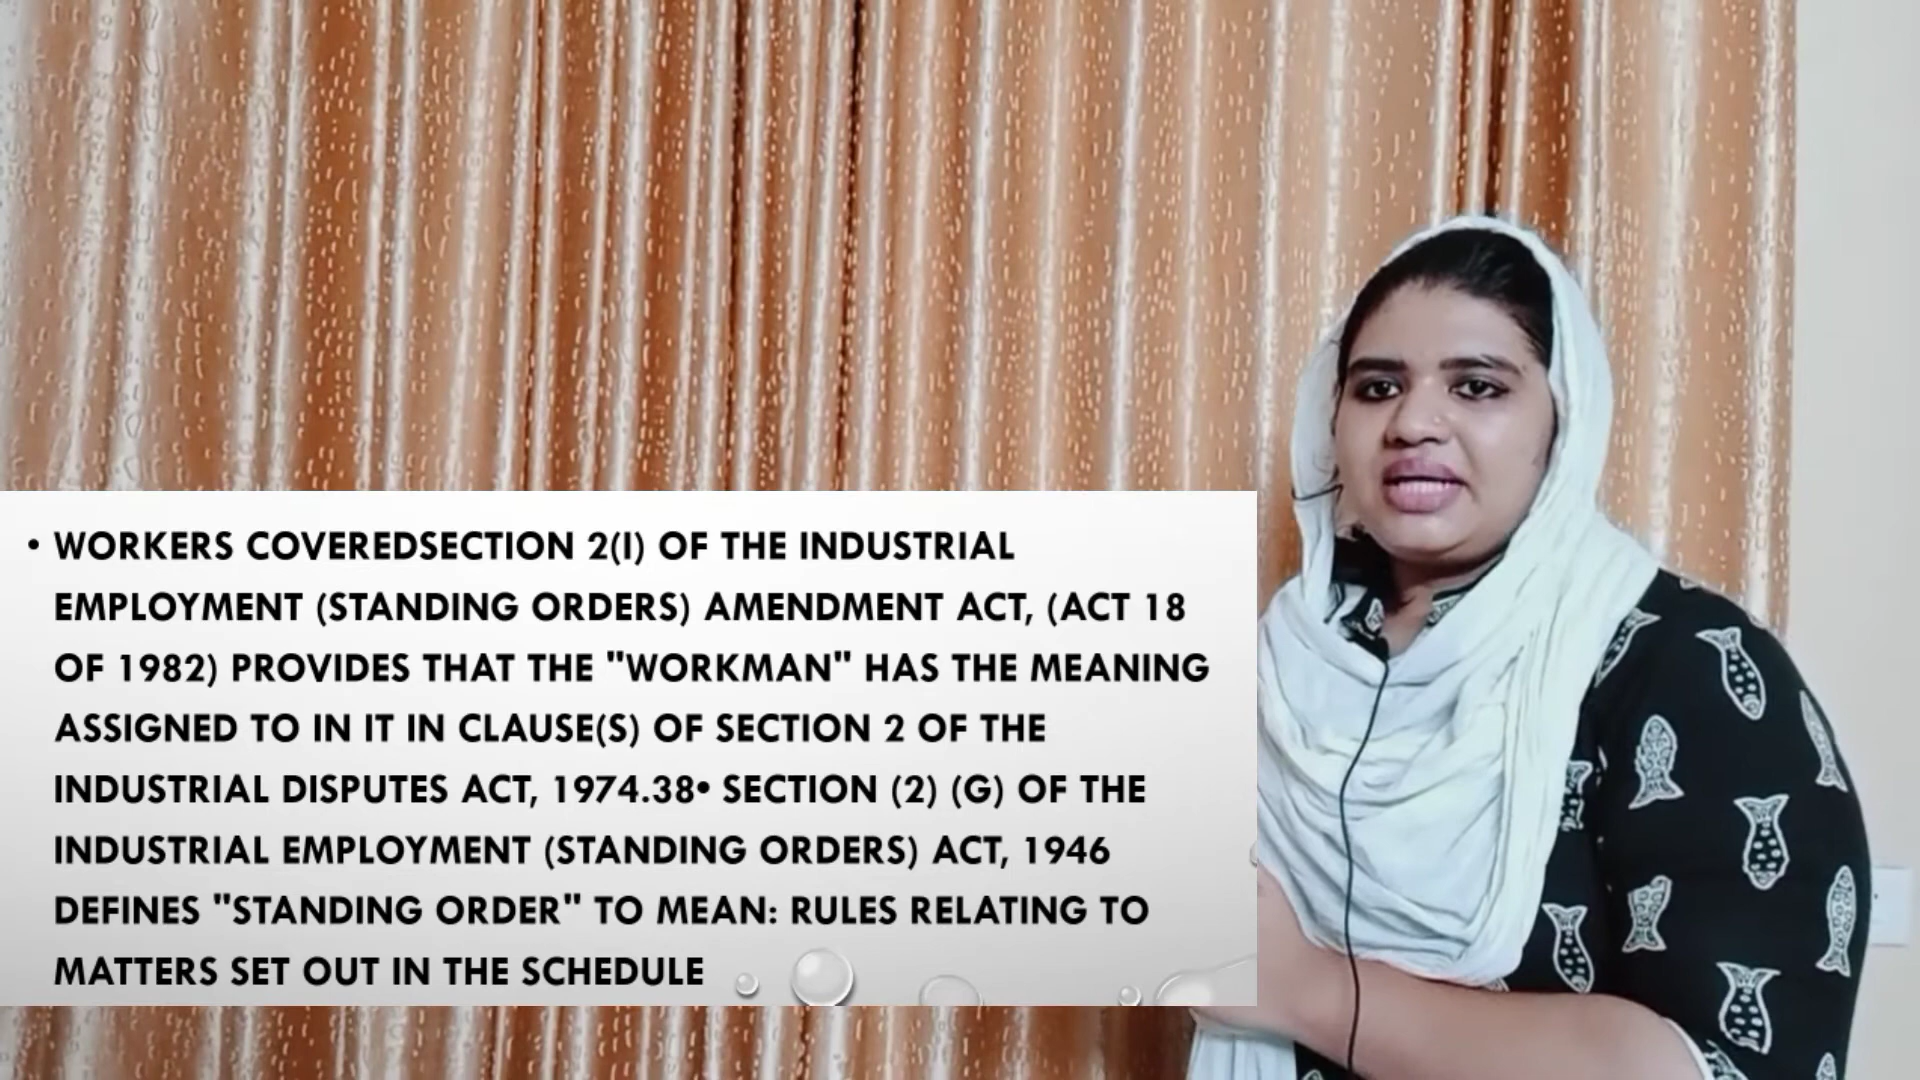 • WORKERS COVEREDSECTION 2(I) OF THE INDUSTRIAL
EMPLOYMENT (STANDING ORDERS) AMENDMENT ACT, (ACT 18
OF 1982) PROVIDES THAT THE "WORKMAN" HAS THE MEANING
ASSIGNED TO IN IT IN CLAUSE(S) OF SECTION 2 OF THE
INDUSTRIAL DISPUTES ACT, 1974.38• SECTION (2) (G) OF THE
INDUSTRIAL EMPLOYMENT (STANDING ORDERS) ACT, 1946
DEFINES "STANDING ORDER" TO MEAN: RULES RELATING TO
MATTERS SET OUT IN THE SCHEDULE